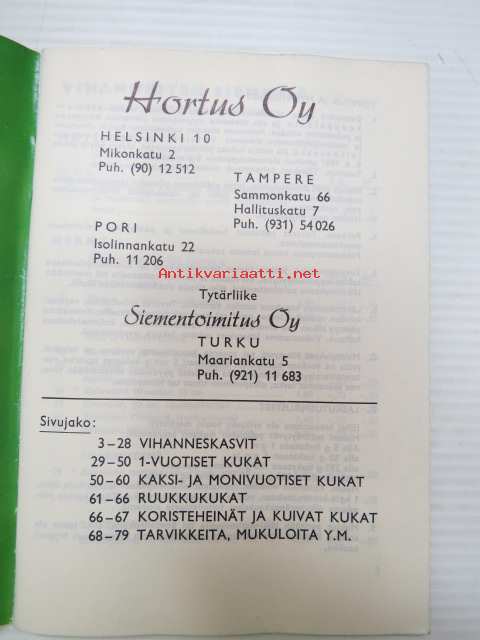 Hortus Oy
HELSINKI 10
Mikonkatu 2
Puh. (90) 12 512
TAMPERE
Sammonkatu 66
Hallituskatu 7
Puh. (931) 54 026
PORI
Isolinnankatu 22
Puh. 11 206
Antikvariaatti.net
Tytärliike
Siementoimitus Oy
TURKU
Maariankatu 5
Puh. (921) 11 683
Sivujako:
3–28 VIHANNESKASVIT
29–50 1-VUOTISET KUKAT
50–60 KAKSI- JA MONIVUOTISET KUKAT
61–66 RUUKKUKUKAT
66–67 KORISTEHEINÄT JA KUIVAT KUKAT
68–79 TARVIKKEITA, MUKULOITA Y.M.